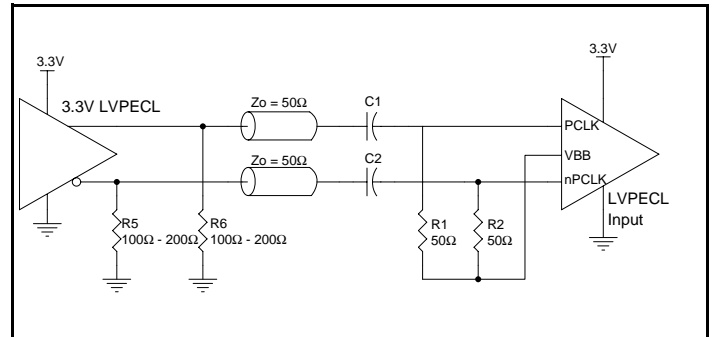 3.3V
3.3V LVPECL
Zo = 50Ω
C1
Zo = 50Ω
C2
R5
100Ω - 200Ω
R6
100Ω - 200Ω
R1
50Ω
R2
50Ω
3.3V
PCLK
VBB
nPCLK
LVPECL
Input